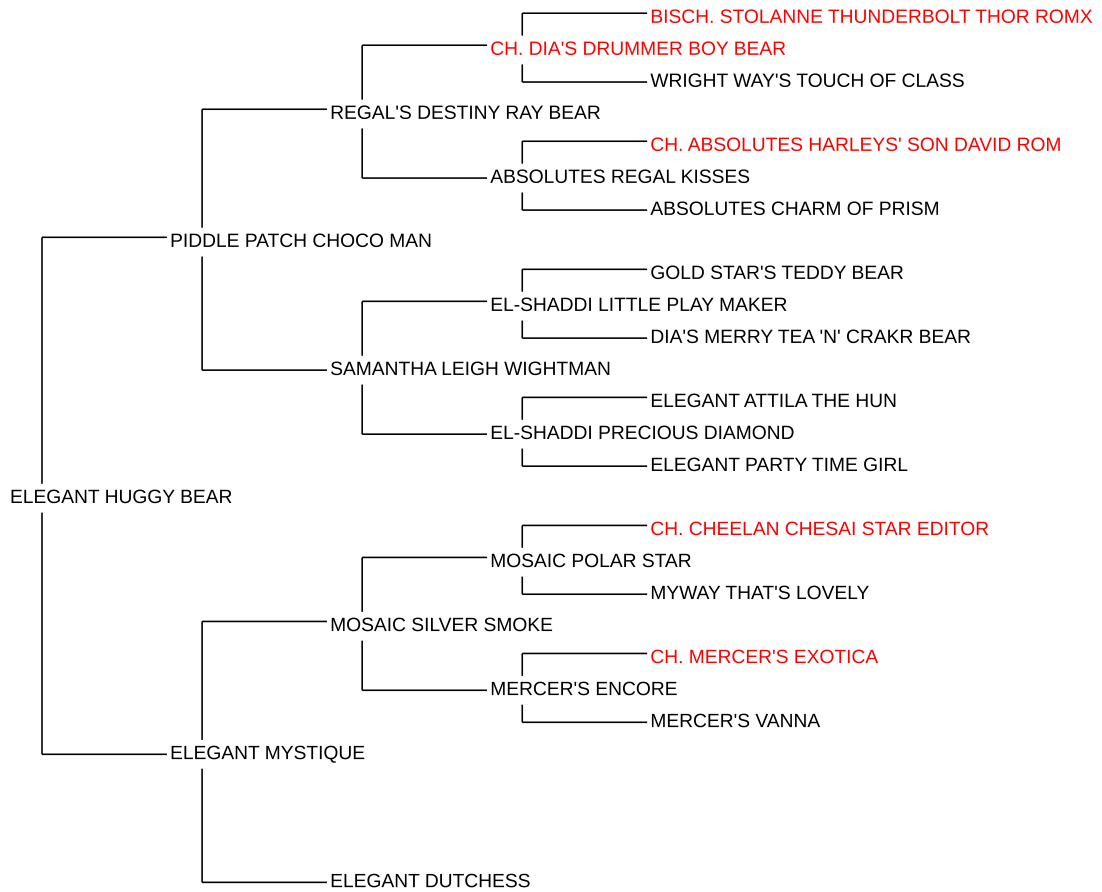 BISCH. STOLANNE THUNDERBOLT THOR ROMX
CH. DIA'S DRUMMER BOY BEAR
WRIGHT WAY'S TOUCH OF CLASS
REGAL'S DESTINY RAY BEAR
CH. ABSOLUTES HARLEYS' SON DAVID ROM
ABSOLUTES REGAL KISSES
ABSOLUTES CHARM OF PRISM
PIDDLE PATCH CHOCO MAN
GOLD STAR'S TEDDY BEAR
EL-SHADDI LITTLE PLAY MAKER
DIA'S MERRY TEA 'N' CRAKR BEAR
SAMANTHA LEIGH WIGHTMAN
ELEGANT ATTILA THE HUN
EL-SHADDI PRECIOUS DIAMOND
ELEGANT PARTY TIME GIRL
ELEGANT HUGGY BEAR
CH. CHEELAN CHESAI STAR EDITOR
MOSAIC POLAR STAR
MYWAY THAT'S LOVELY
MOSAIC SILVER SMOKE
CH. MERCER'S EXOTICA
MERCER'S ENCORE
MERCER'S VANNA
ELEGANT MYSTIQUE
ELEGANT DUTCHESS